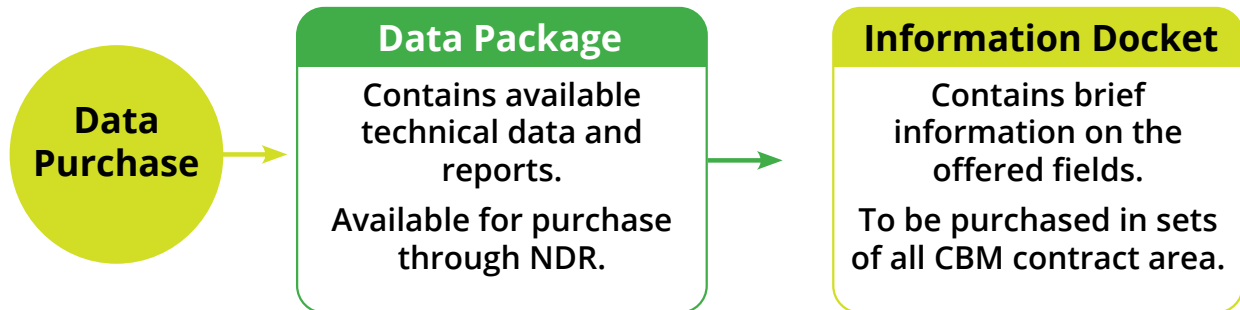 Data
Purchase
Data Package
Contains available
technical data and
reports.
Available for purchase
through NDR.
Information Docket
Contains brief
information on the
offered fields.
To be purchased in sets
of all CBM contract area.